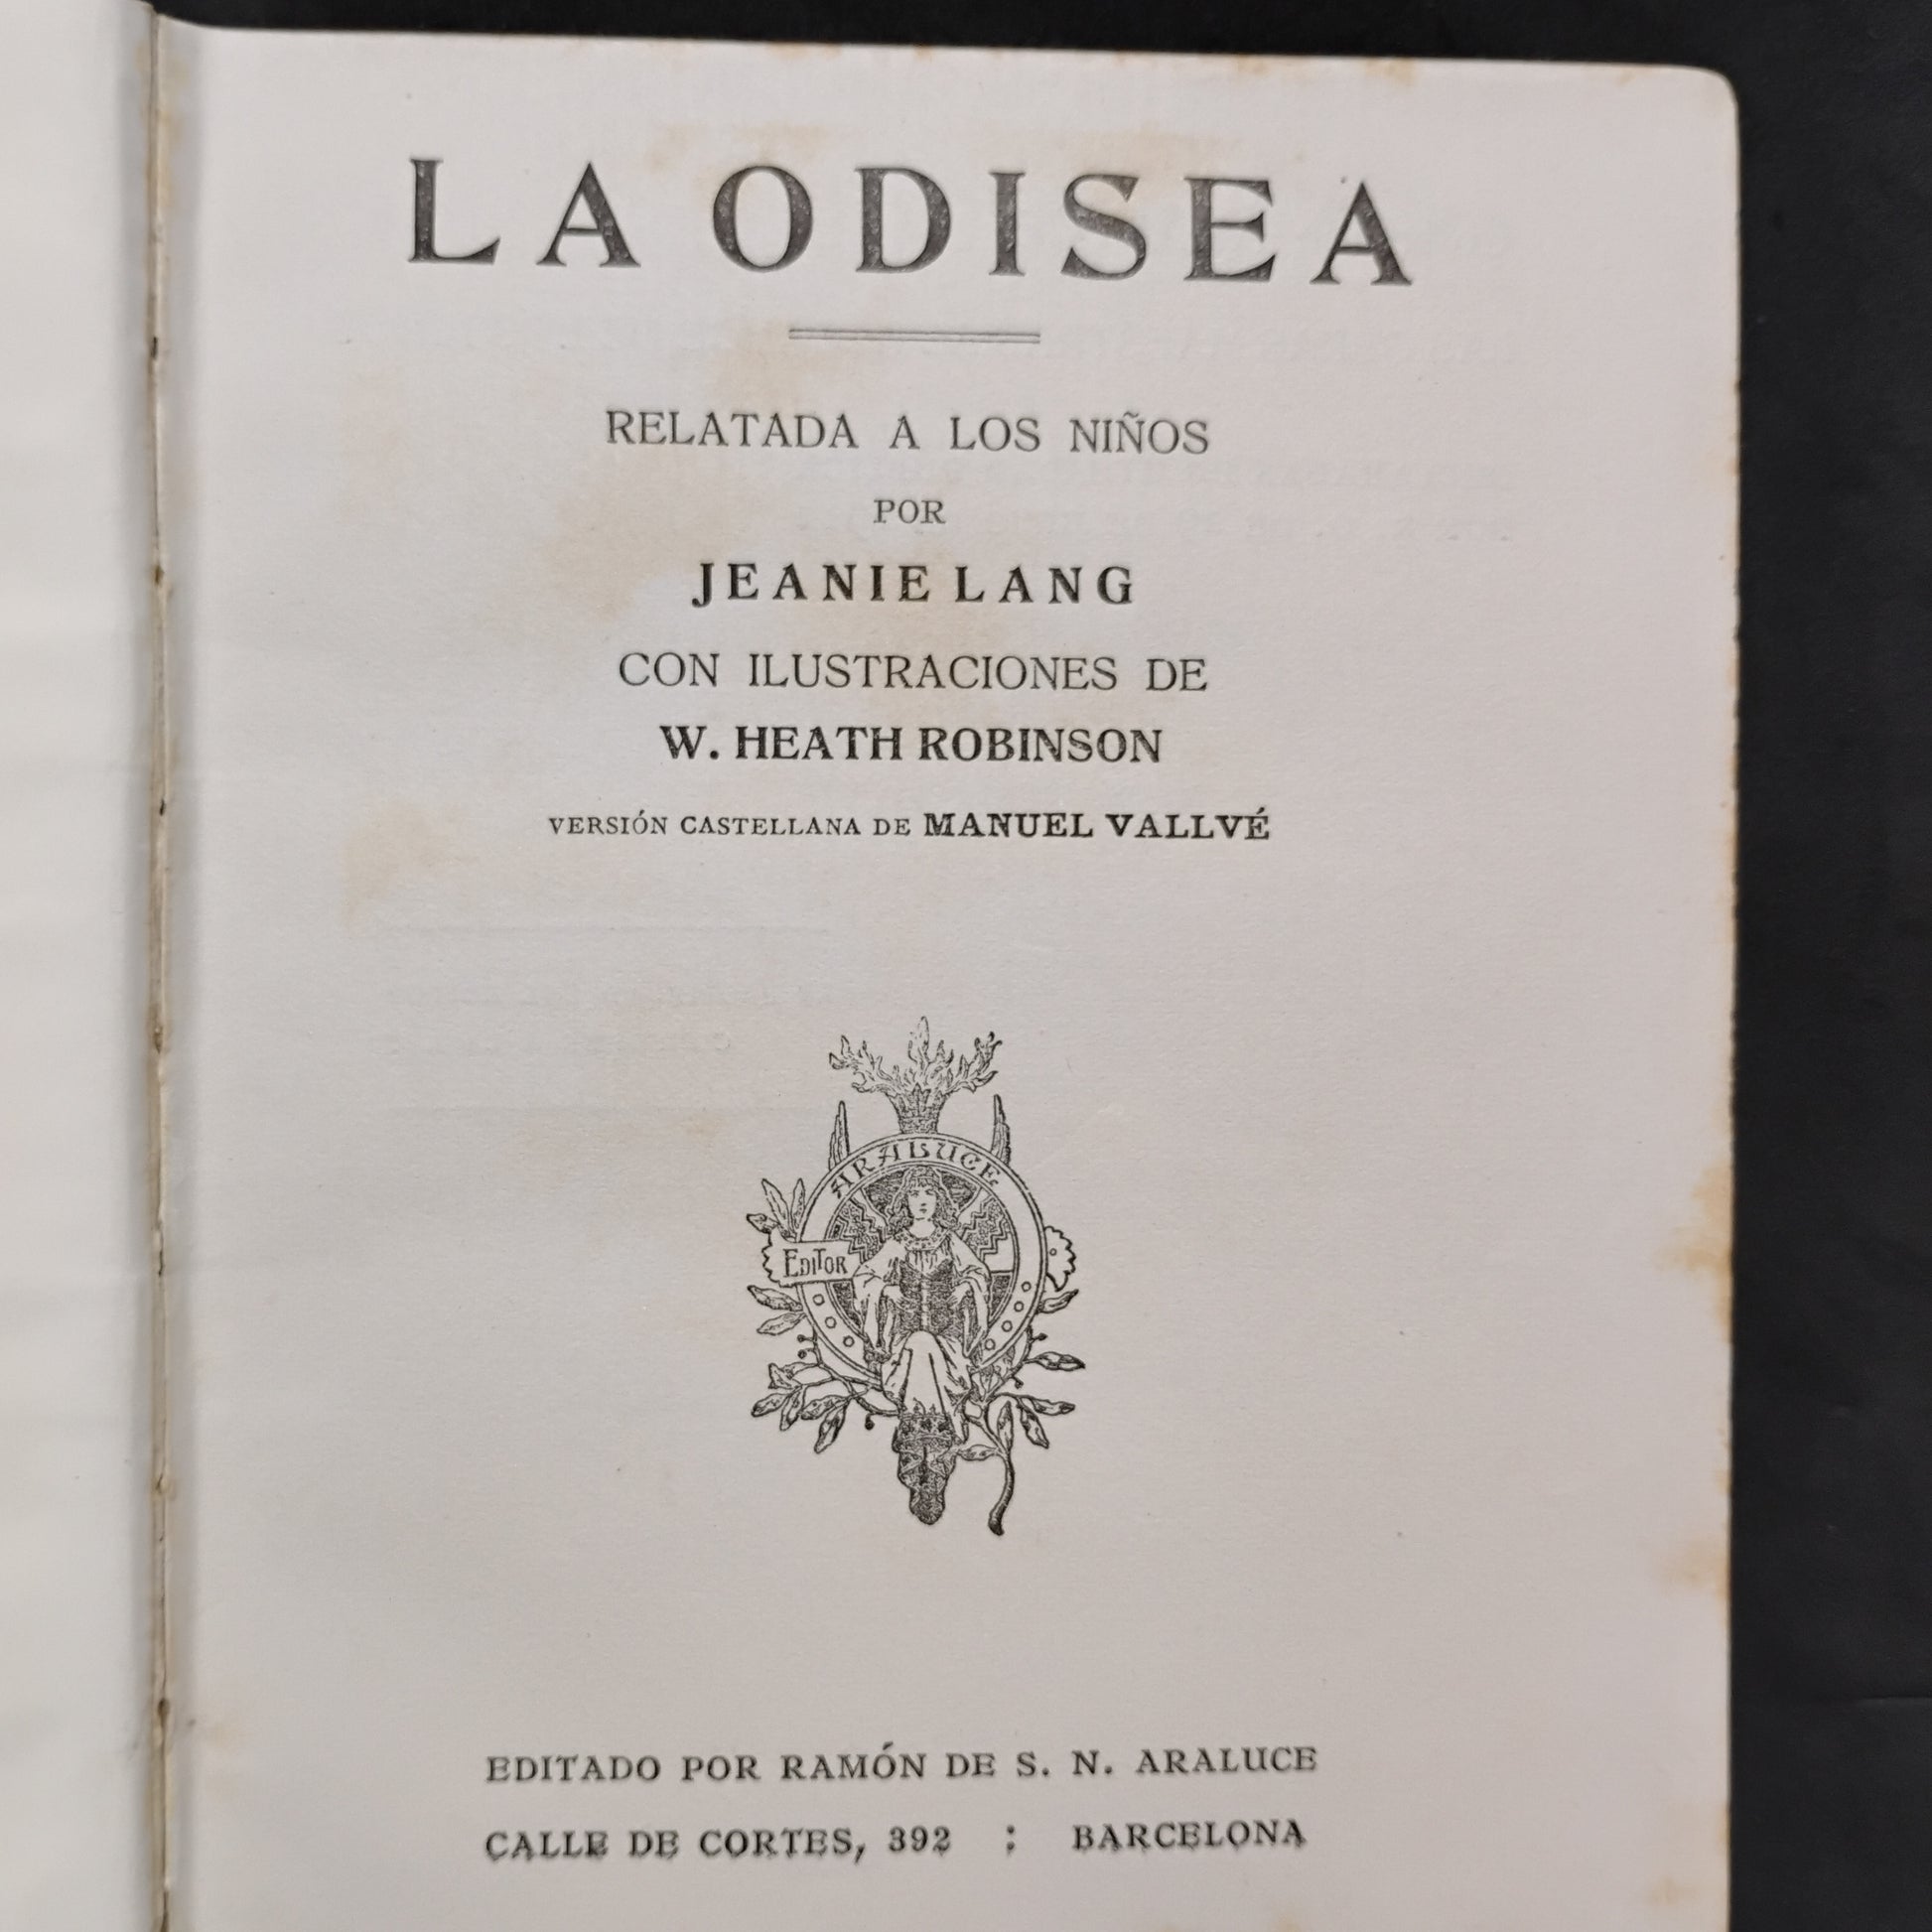 LA ODISEA
RELATADA A LOS NIÑOS
POR
JEANIE LANG
CON ILUSTRACIONES DE
W. HEATH ROBINSON
VERSIÓN CASTELLANA DE MANUEL VALLVÉ
ARALUCE
EDITOR
EDITADO POR RAMÓN DE S. N. ARALUCE
CALLE DE CORTES, 392 : BARCELONA